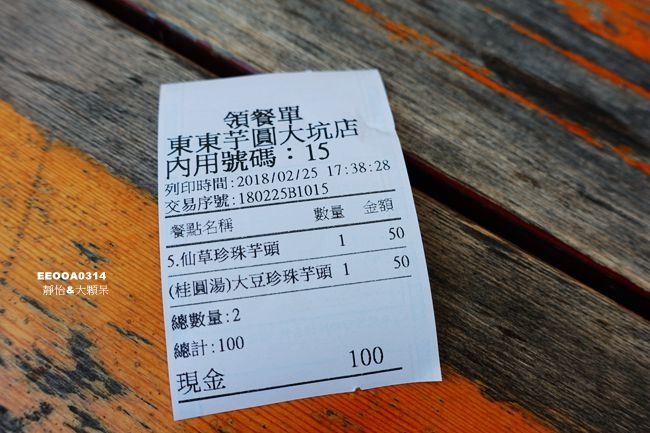 領餐單
東東芋圓大坑店
內用號碼：15
列印時間:2018/02/25 17:38:28
交易序號:180225B1015
餐點名稱 數量 金額
5.仙草珍珠芋頭 1 50
(桂圓湯)大豆珍珠芋頭 1 50
總數量:2
總計:100
現金 100
EEOOA0314
靜怡&大顆呆